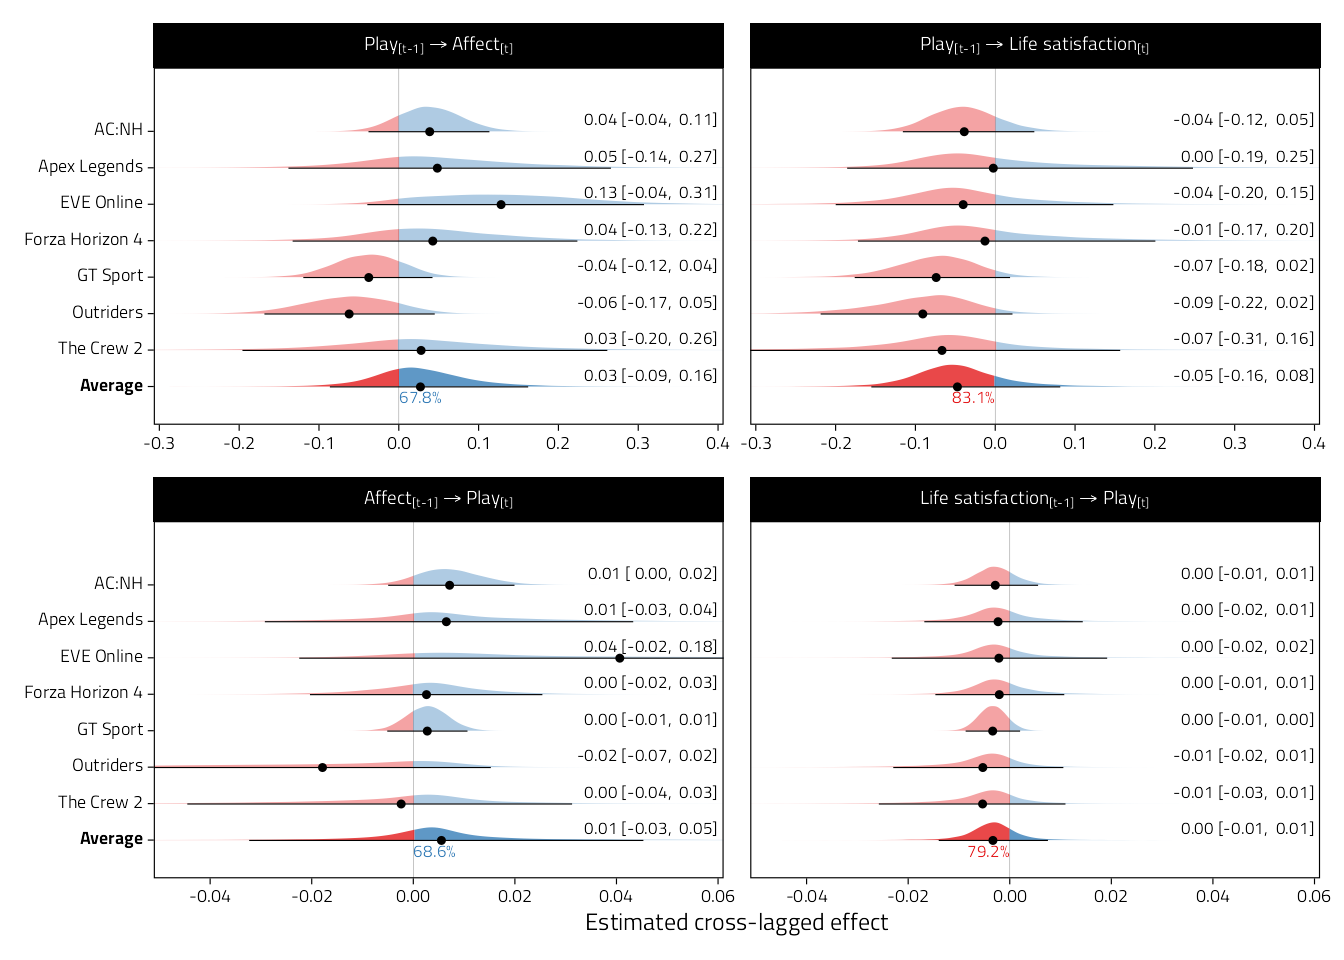 Play[t-1] → Affect[t]
Play[t-1] → Life satisfaction[t]
AC:NH 0.04 [-0.04, 0.11] -0.04 [-0.12, 0.05]
Apex Legends 0.05 [-0.14, 0.27] 0.00 [-0.19, 0.25]
EVE Online 0.13 [-0.04, 0.31] -0.04 [-0.20, 0.15]
Forza Horizon 4 0.04 [-0.13, 0.22] -0.01 [-0.17, 0.20]
GT Sport -0.04 [-0.12, 0.04] -0.07 [-0.18, 0.02]
Outriders -0.06 [-0.17, 0.05] -0.09 [-0.22, 0.02]
The Crew 2 0.03 [-0.20, 0.26] -0.07 [-0.31, 0.16]
Average 0.03 [-0.09, 0.16] -0.05 [-0.16, 0.08]
67.8% 83.1%
-0.3 -0.2 -0.1 0.0 0.1 0.2 0.3 0.4 -0.3 -0.2 -0.1 0.0 0.1 0.2 0.3 0.4
Affect[t-1] → Play[t]
Life satisfaction[t-1] → Play[t]
AC:NH 0.01 [ 0.00, 0.02] 0.00 [-0.01, 0.01]
Apex Legends 0.01 [-0.03, 0.04] 0.00 [-0.02, 0.01]
EVE Online 0.04 [-0.02, 0.18] 0.00 [-0.02, 0.02]
Forza Horizon 4 0.00 [-0.02, 0.03] 0.00 [-0.01, 0.01]
GT Sport 0.00 [-0.01, 0.01] 0.00 [-0.01, 0.00]
Outriders -0.02 [-0.07, 0.02] -0.01 [-0.02, 0.01]
The Crew 2 0.00 [-0.04, 0.03] -0.01 [-0.03, 0.01]
Average 0.01 [-0.03, 0.05] 0.00 [-0.01, 0.01]
68.6% 79.2%
-0.04 -0.02 0.00 0.02 0.04 0.06 -0.04 -0.02 0.00 0.02 0.04 0.06
Estimated cross-lagged effect